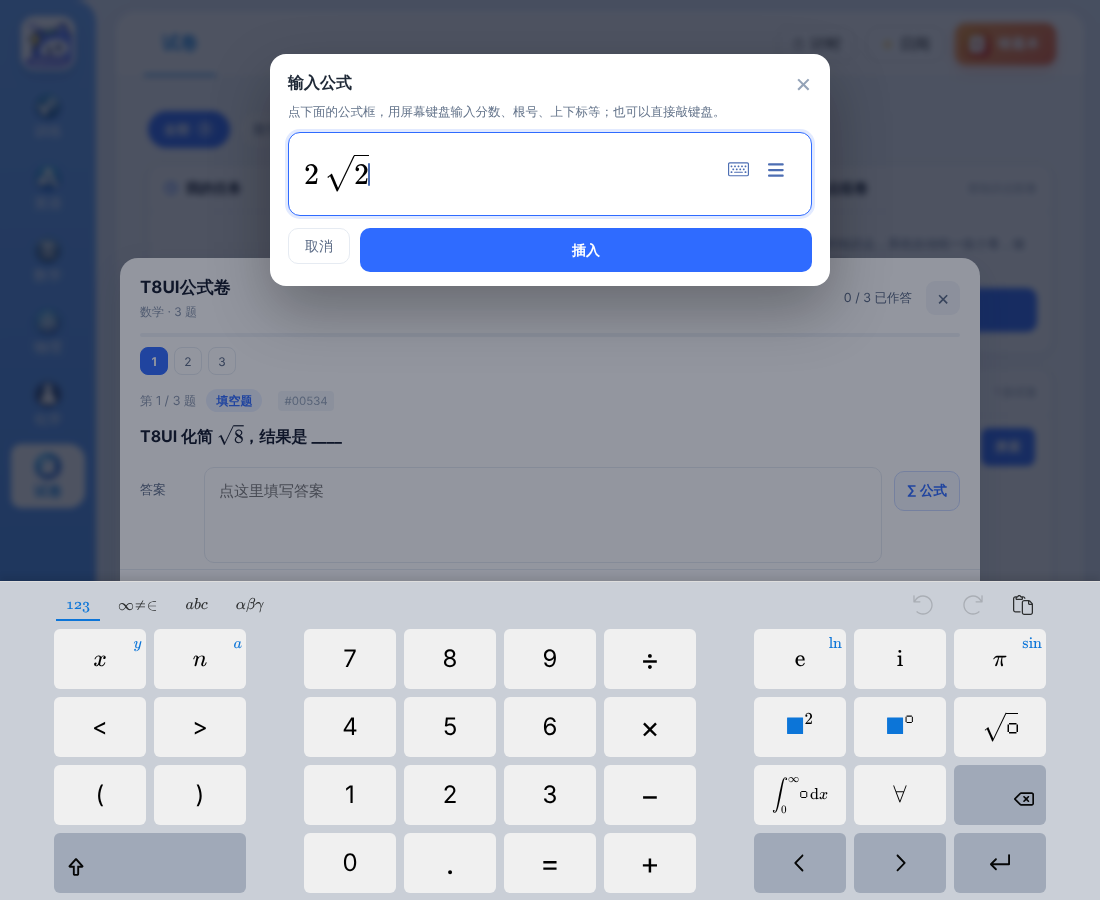 试卷
输入公式
×
点下面的公式框，用屏幕键盘输入分数、根号、上下标等；也可以直接敲键盘。
2 √2
取消
插入
T8UI公式卷
数学 · 3 题
0 / 3 已作答
×
1 2 3
第 1 / 3 题 填空题 #00534
T8UI 化简 √8，结果是 ____
答案
点这里填写答案
∑ 公式
123 ∞≠∈ abc αβγ
x y n a 7 8 9 ÷ e ln i π sin
< > 4 5 6 × ■2 ■□ √□
( ) 1 2 3 − ∫0∞ □dx ∀
0 . = +